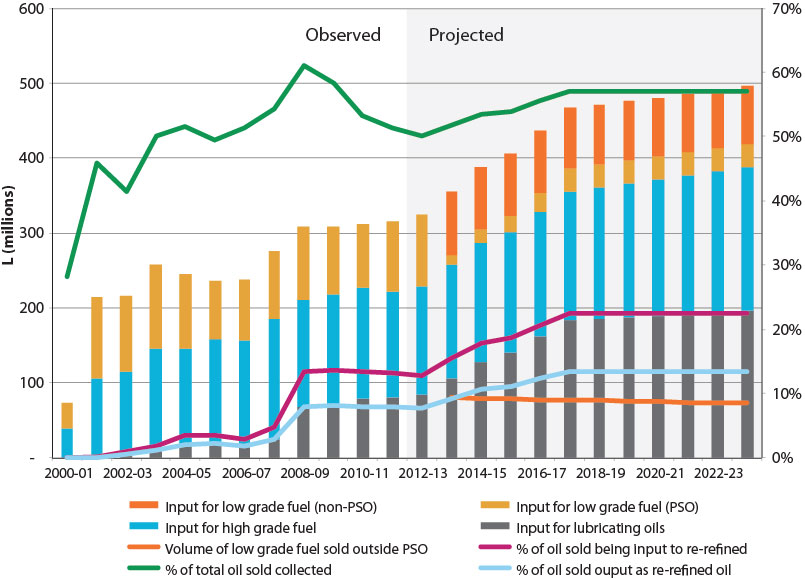 600
500
400
300
200
100
-
L (millions)
70%
60%
50%
40%
30%
20%
10%
0%
Observed
Projected
2000-01
2002-03
2004-05
2006-07
2008-09
2010-11
2012-13
2014-15
2016-17
2018-19
2020-21
2022-23
Input for low grade fuel (non-PSO)
Input for low grade fuel (PSO)
Input for high grade fuel
Input for lubricating oils
Volume of low grade fuel sold outside PSO
% of oil sold being input to re-refined
% of total oil sold collected
% of oil sold ouput as re-refined oil